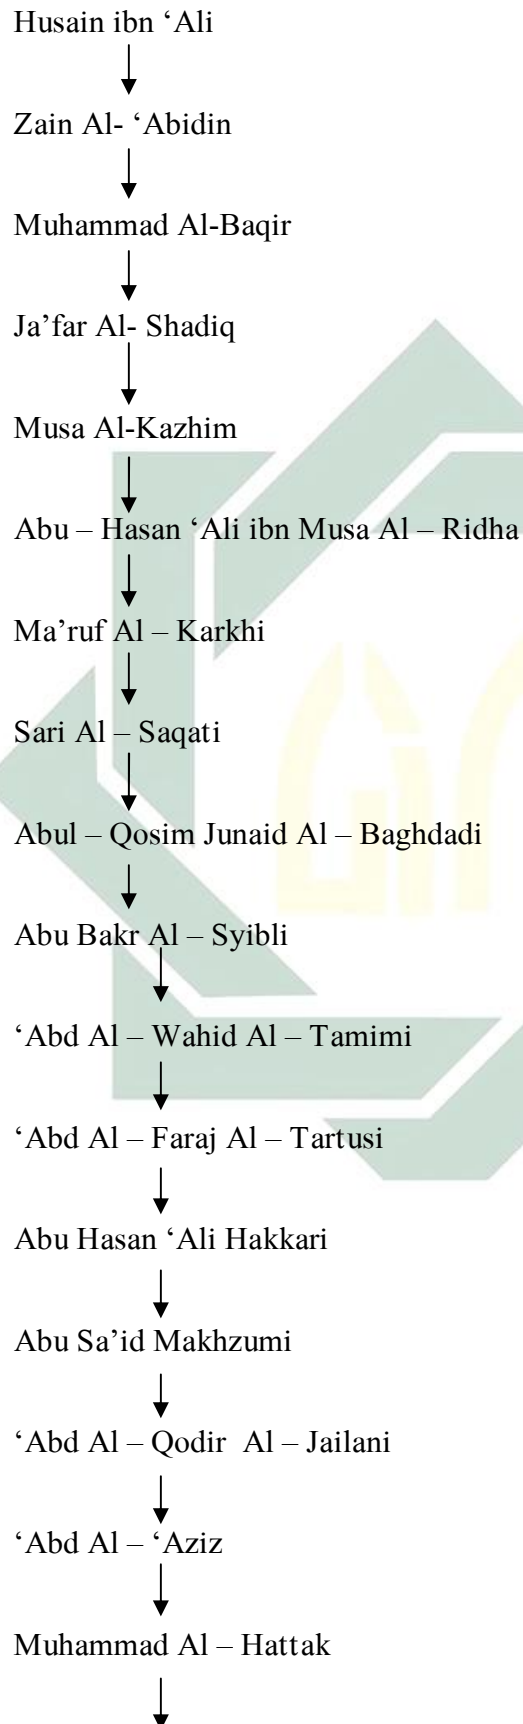 Husain ibn ‘Ali
Zain Al- ‘Abidin
Muhammad Al-Baqir
Ja’far Al- Shadiq
Musa Al-Kazhim
Abu – Hasan ‘Ali ibn Musa Al – Ridha
Ma’ruf Al – Karkhi
Sari Al – Saqati
Abul – Qosim Junaid Al – Baghdadi
Abu Bakr Al – Syibli
‘Abd Al – Wahid Al – Tamimi
‘Abd Al – Faraj Al – Tartusi
Abu Hasan ‘Ali Hakkari
Abu Sa’id Makhzumi
‘Abd Al – Qodir  Al – Jailani
‘Abd Al – ‘Aziz
Muhammad Al – Hattak